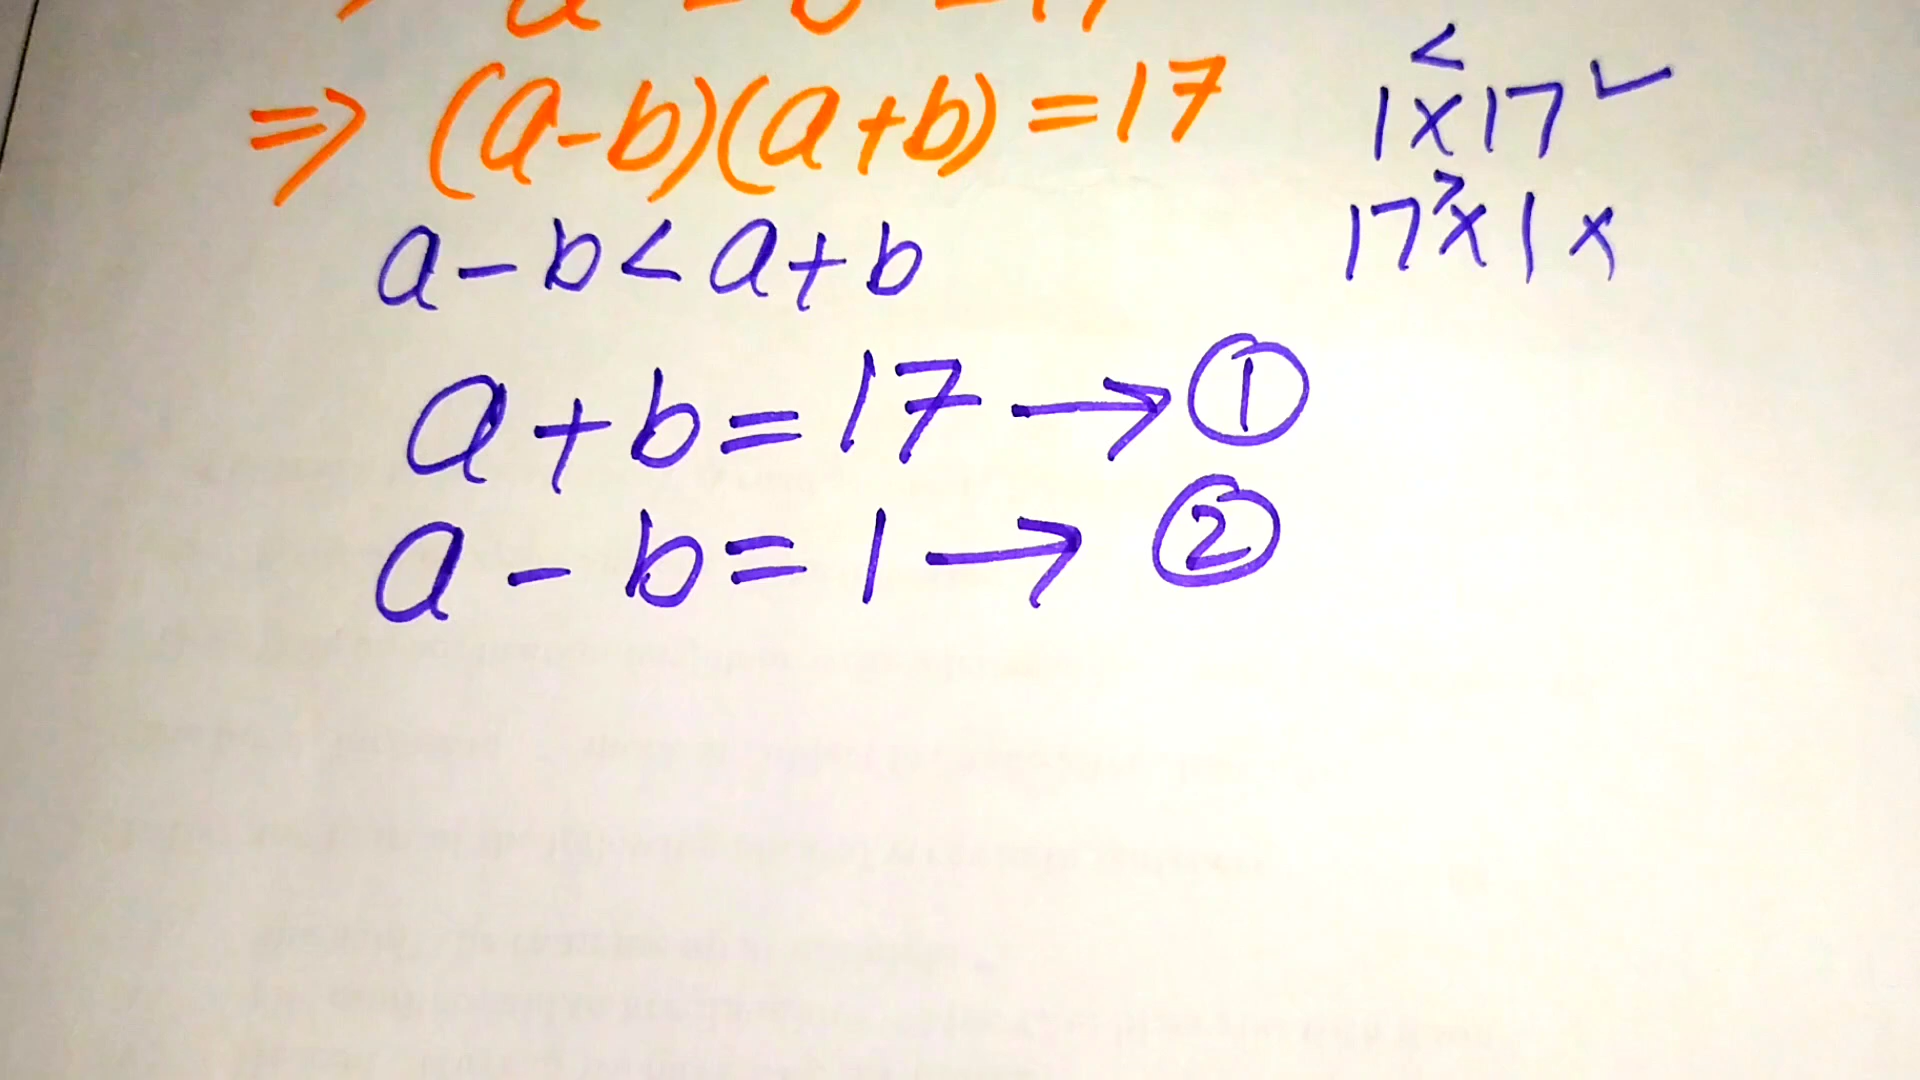 ⇒ (a-b)(a+b) = 17
a - b < a + b
a + b = 17 → ①
a - b = 1 → ②
<
1 x 17 ✓
>
17 x 1 x